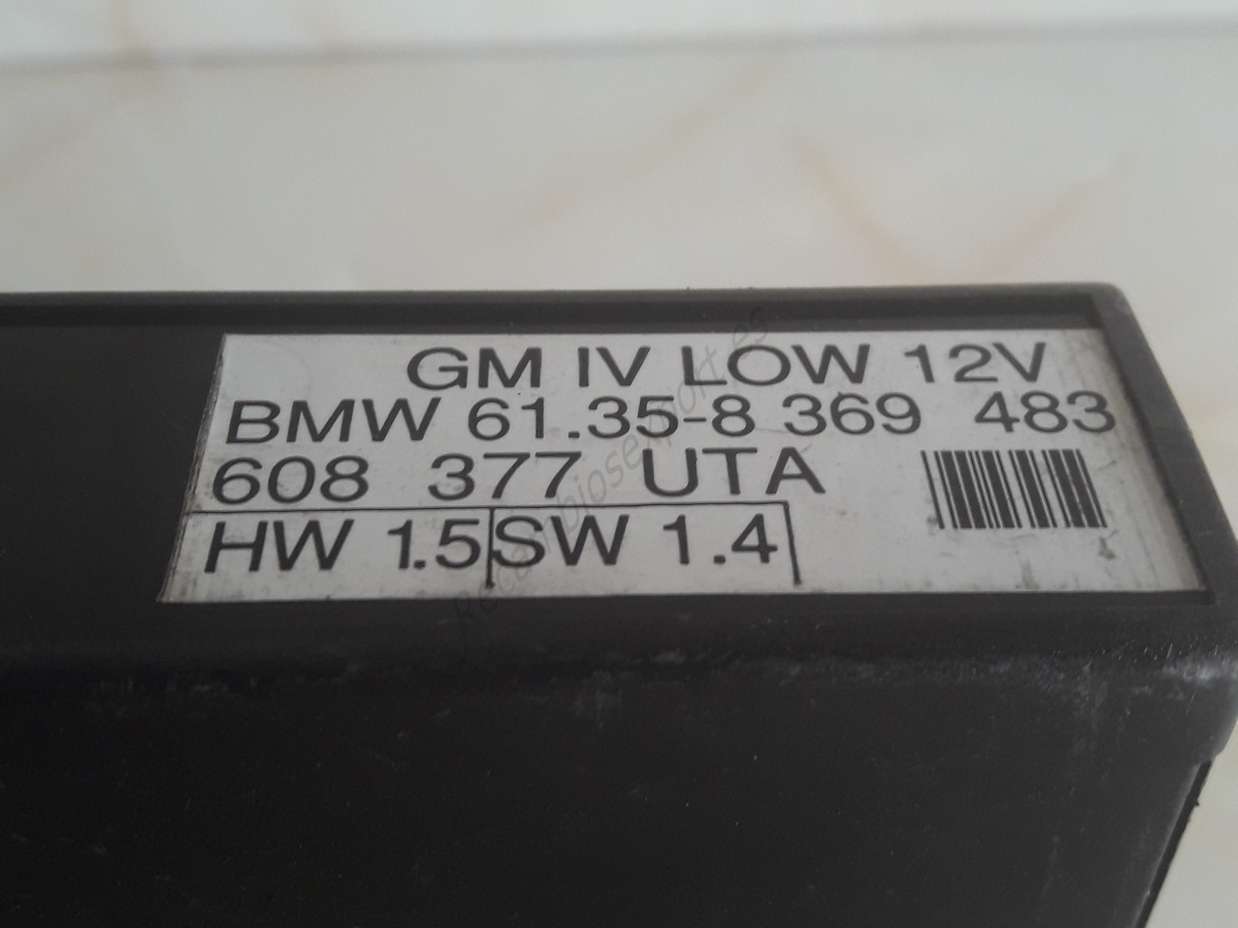 GM IV LOW 12V
BMW 61.35-8 369 483
608 377 UTA
HW 1.5 SW 1.4